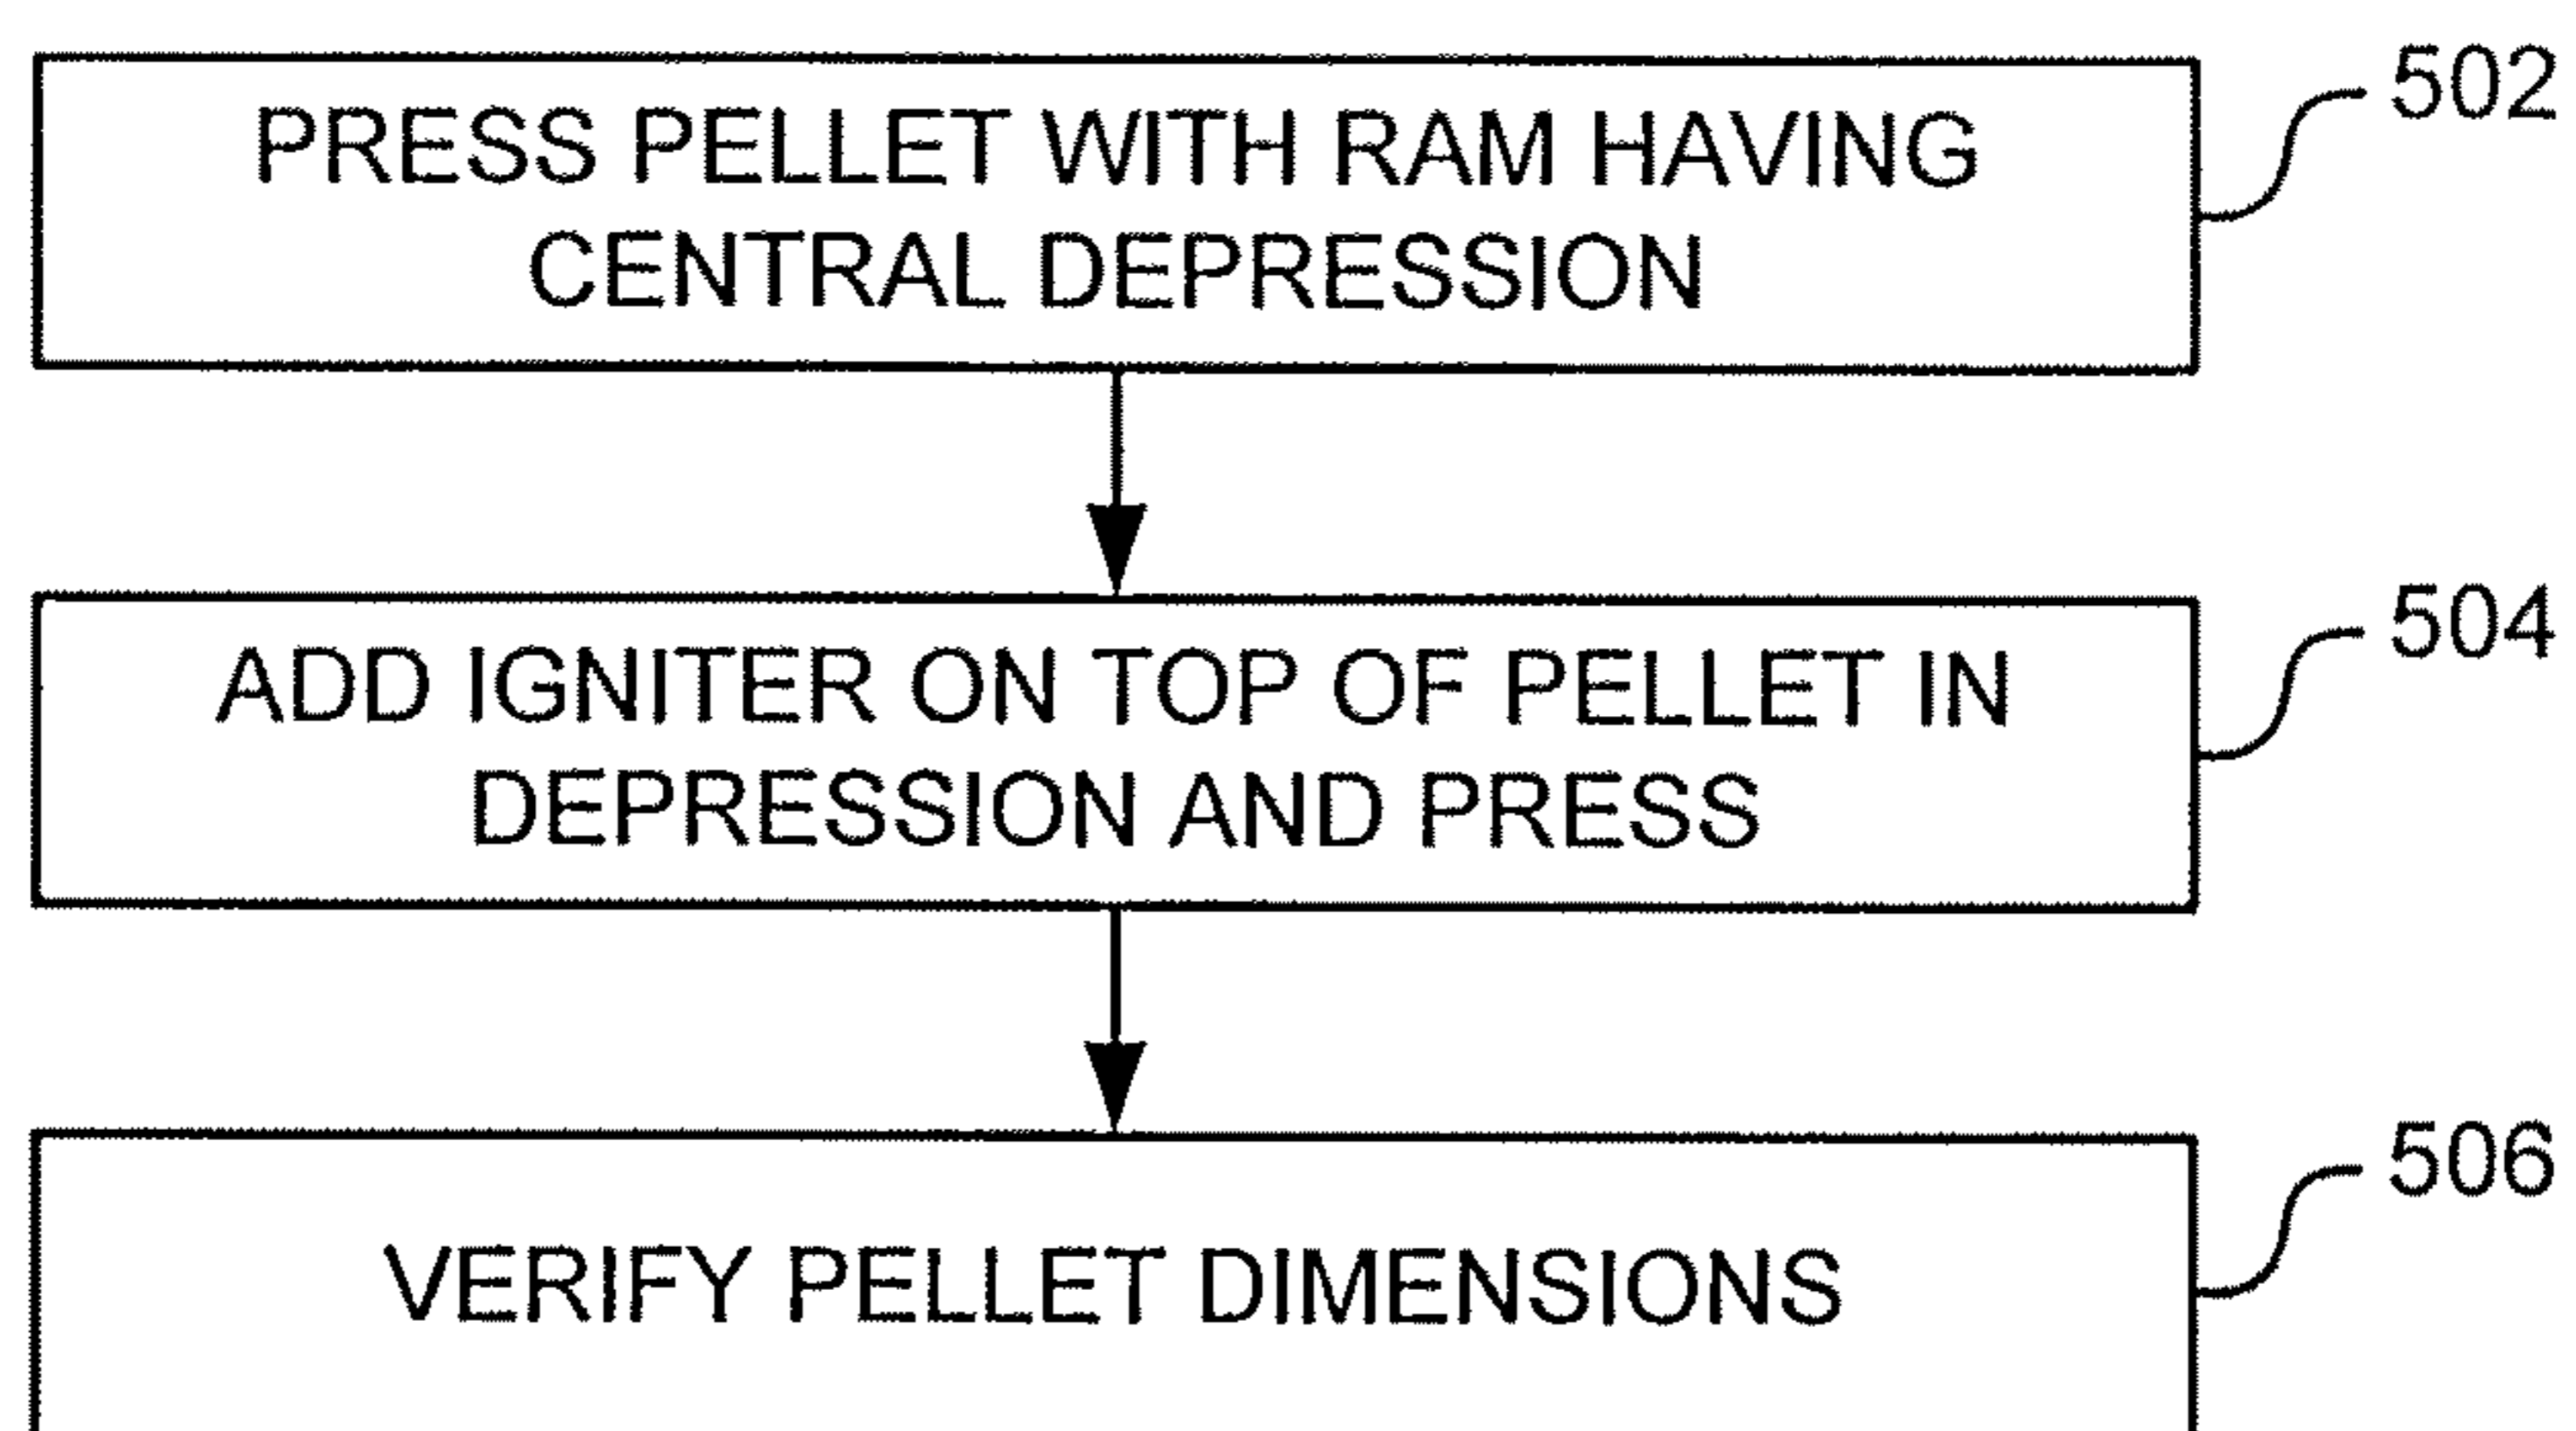 PRESS PELLET WITH RAM HAVING
CENTRAL DEPRESSION
502
ADD IGNITER ON TOP OF PELLET IN
DEPRESSION AND PRESS
504
VERIFY PELLET DIMENSIONS
506